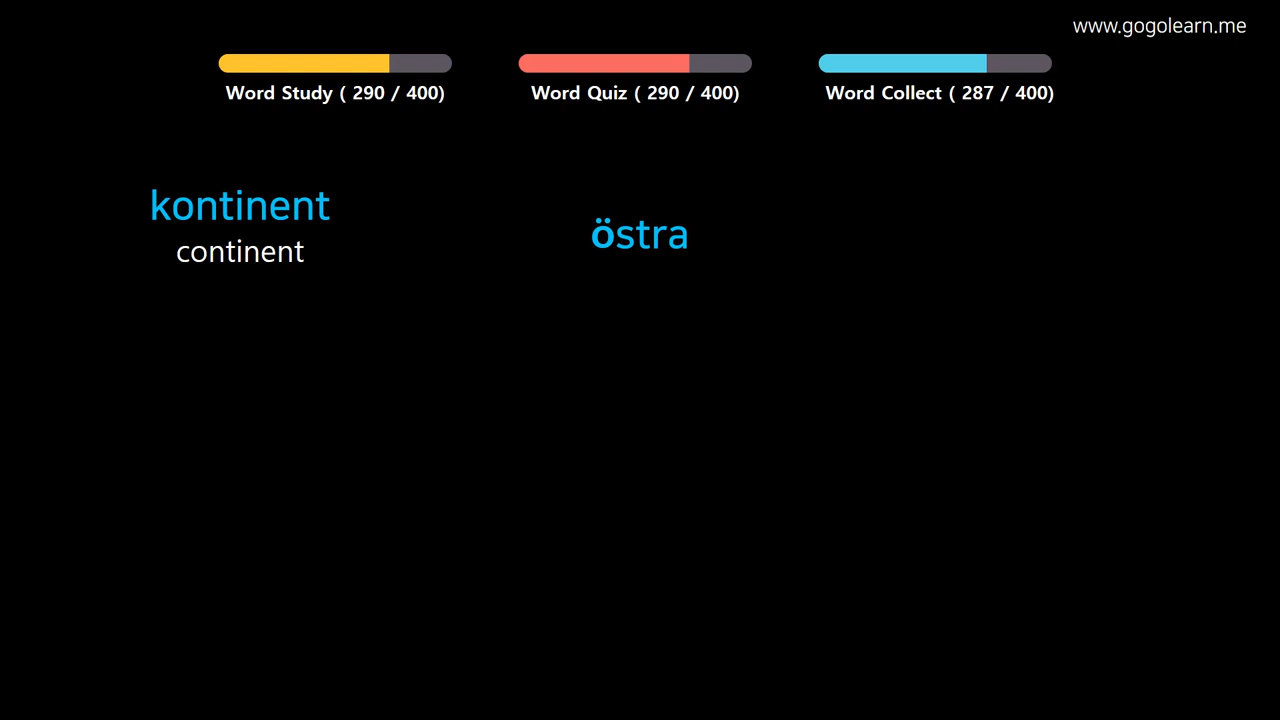 www.gogolearn.me
Word Study ( 290 / 400)
Word Quiz ( 290 / 400)
Word Collect ( 287 / 400)
kontinent
continent
östra